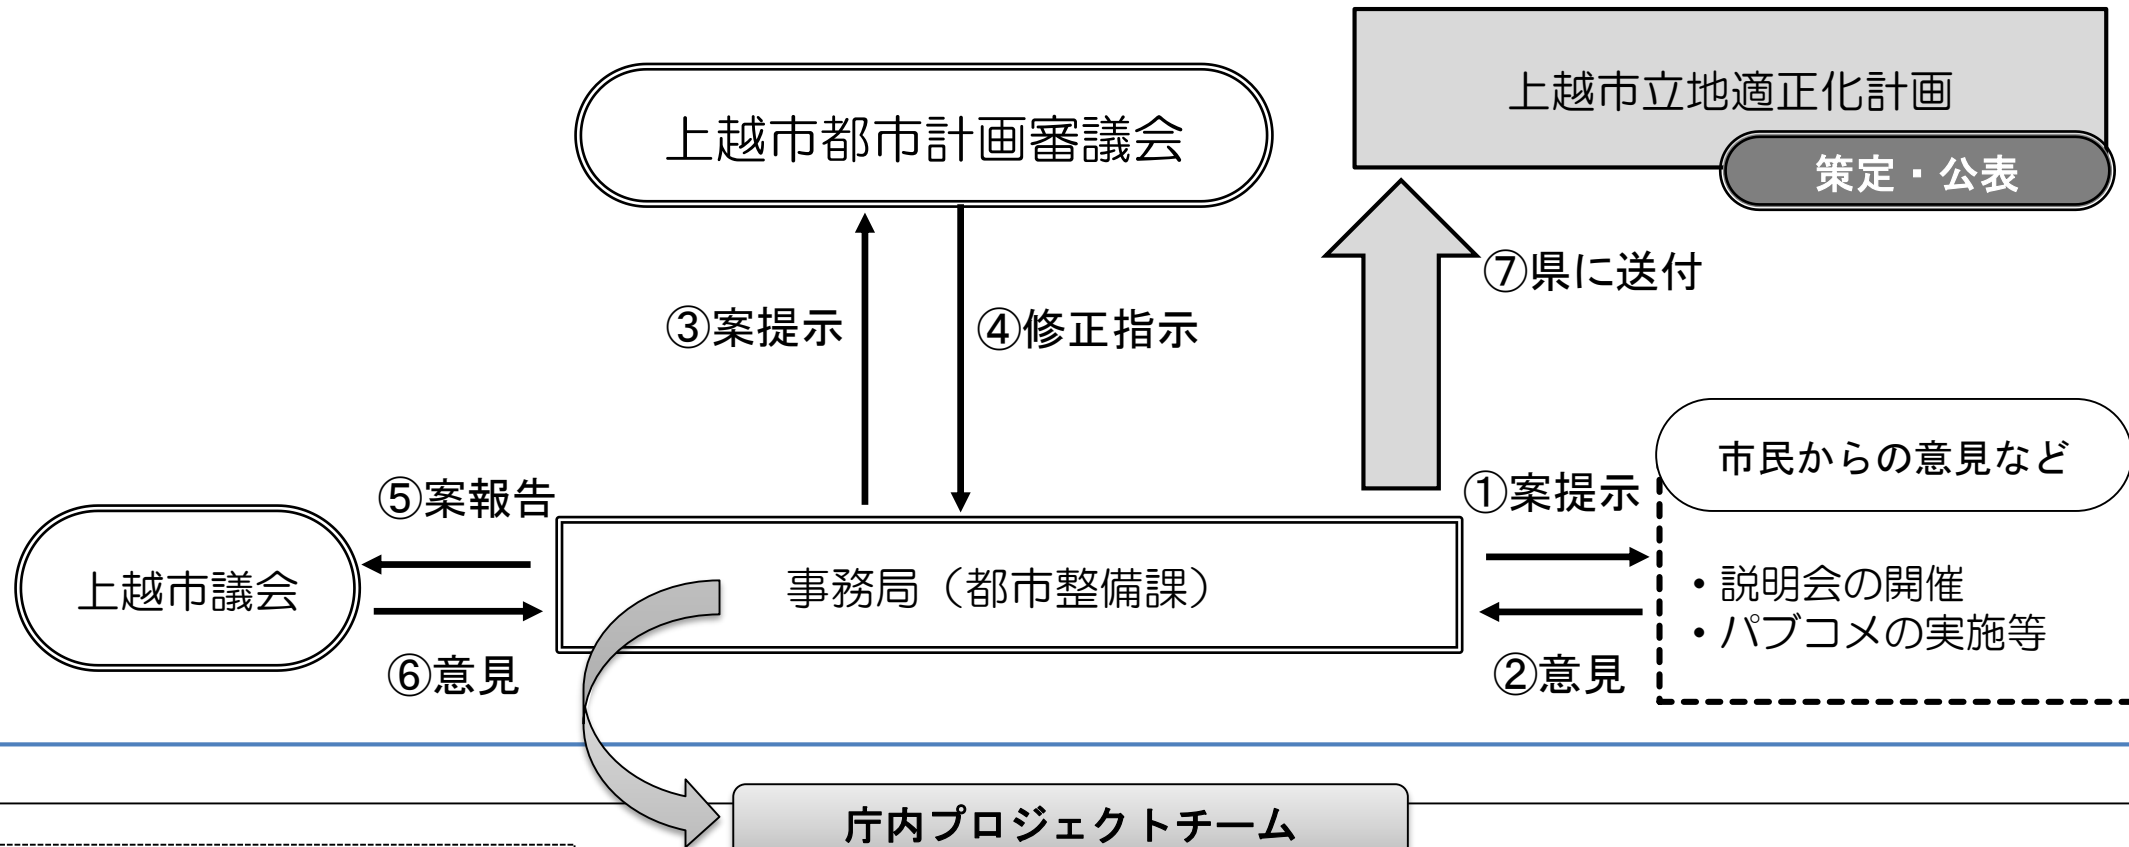 上越市立地適正化計画
策定・公表
上越市都市計画審議会
⑦県に送付
③案提示
④修正指示
市民からの意見など
①案提示
⑤案報告
上越市議会
事務局（都市整備課）
・説明会の開催
・パブコメの実施等
⑥意見
②意見
庁内プロジェクトチーム